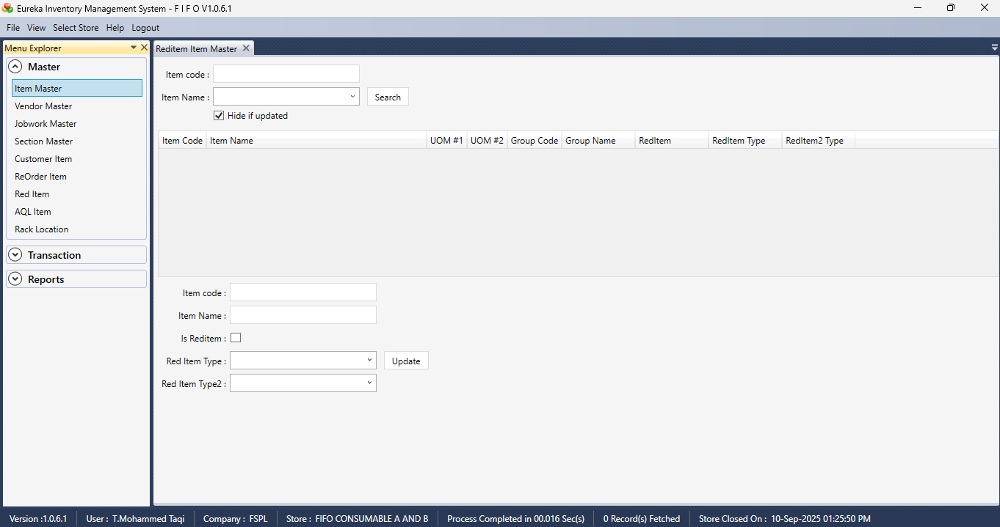 Eureka Inventory Management System - F I F O V1.0.6.1
File View Select Store Help Logout
Menu Explorer
Master
Item Master
Vendor Master
Jobwork Master
Section Master
Customer Item
ReOrder Item
Red Item
AQL Item
Rack Location
Transaction
Reports
Reditem Item Master
Item code :
Item Name :
Search
Hide if updated
Item Code Item Name UOM #1 UOM #2 Group Code Group Name RedItem RedItem Type RedItem2 Type
Item code :
Item Name :
Is Reditem :
Red Item Type :
Update
Red Item Type2 :
Version :1.0.6.1 User : T.Mohammed Taqi Company : FSPL Store : FIFO CONSUMABLE A AND B Process Completed in 00.016 Sec(s) 0 Record(s) Fetched Store Closed On : 10-Sep-2025 01:25:50 PM